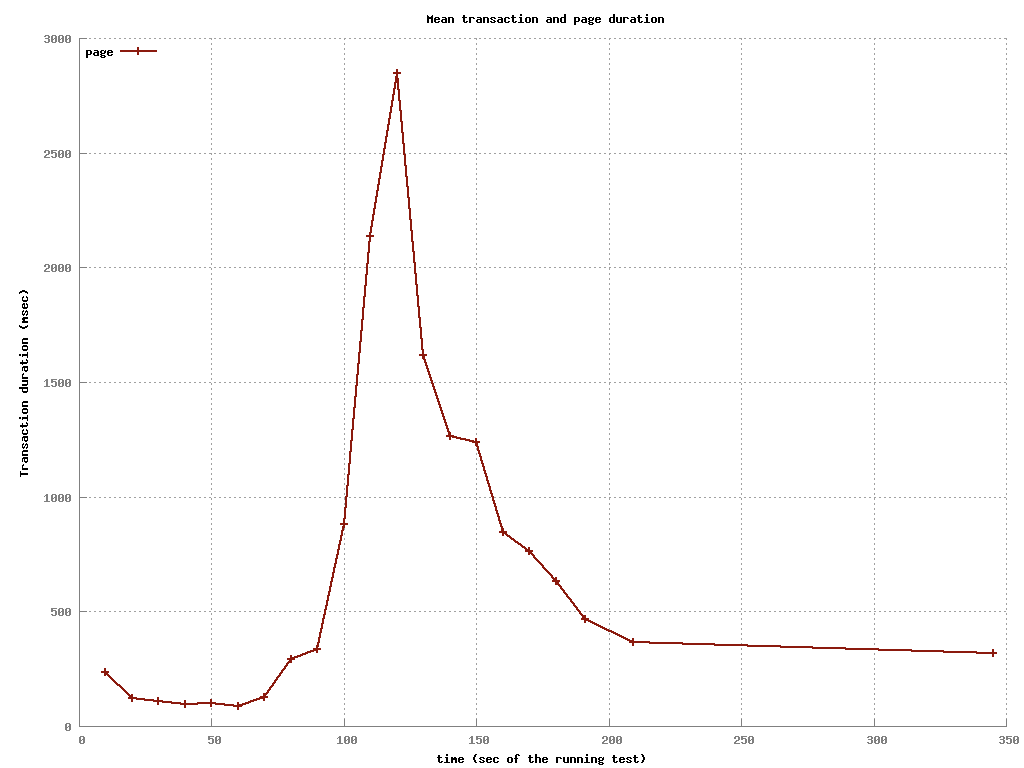 Mean transaction and page duration
page
3000
2500
2000
1500
1000
500
0
Transaction duration (msec)
0 50 100 150 200 250 300 350
time (sec of the running test)